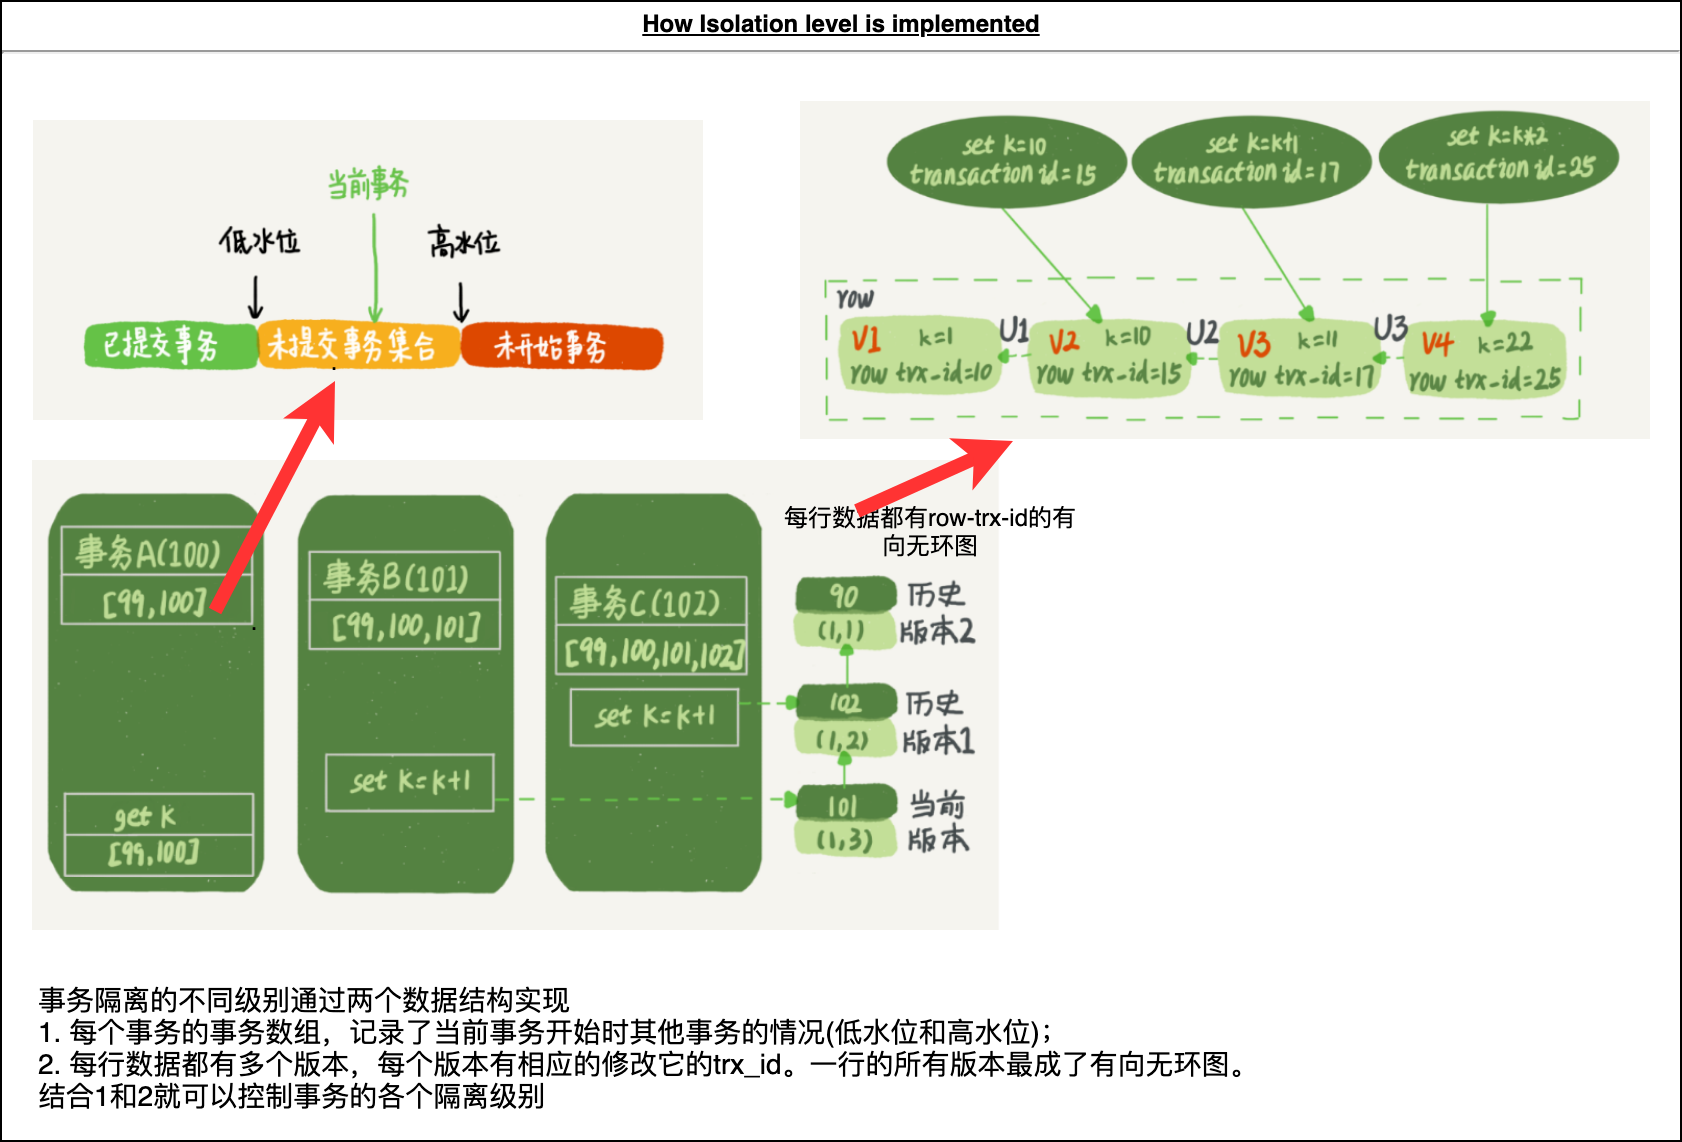 How Isolation level is implemented
当前事务
低水位
高水位
已提交事务
未提交事务集合
未开始事务
set k=10
transaction id=15
set k=k+1
transaction id=17
set k=k*2
transaction id=25
row
V1 k=1
row trx-id=10
U1
V2 k=10
row trx-id=15
U2
V3 k=11
row trx-id=17
U3
V4 k=22
row trx-id=25
事务A(100)
[99,100]
get k
[99,100]
事务B(101)
[99,100,101]
set k=k+1
事务C(102)
[99,100,101,102]
set k=k+1
每行数据都有row-trx-id的有
向无环图
90
(1,1)
历史
版本2
102
(1,2)
历史
版本1
101
(1,3)
当前
版本
事务隔离的不同级别通过两个数据结构实现
1. 每个事务的事务数组，记录了当前事务开始时其他事务的情况(低水位和高水位)；
2. 每行数据都有多个版本，每个版本有相应的修改它的trx_id。一行的所有版本最成了有向无环图。
结合1和2就可以控制事务的各个隔离级别